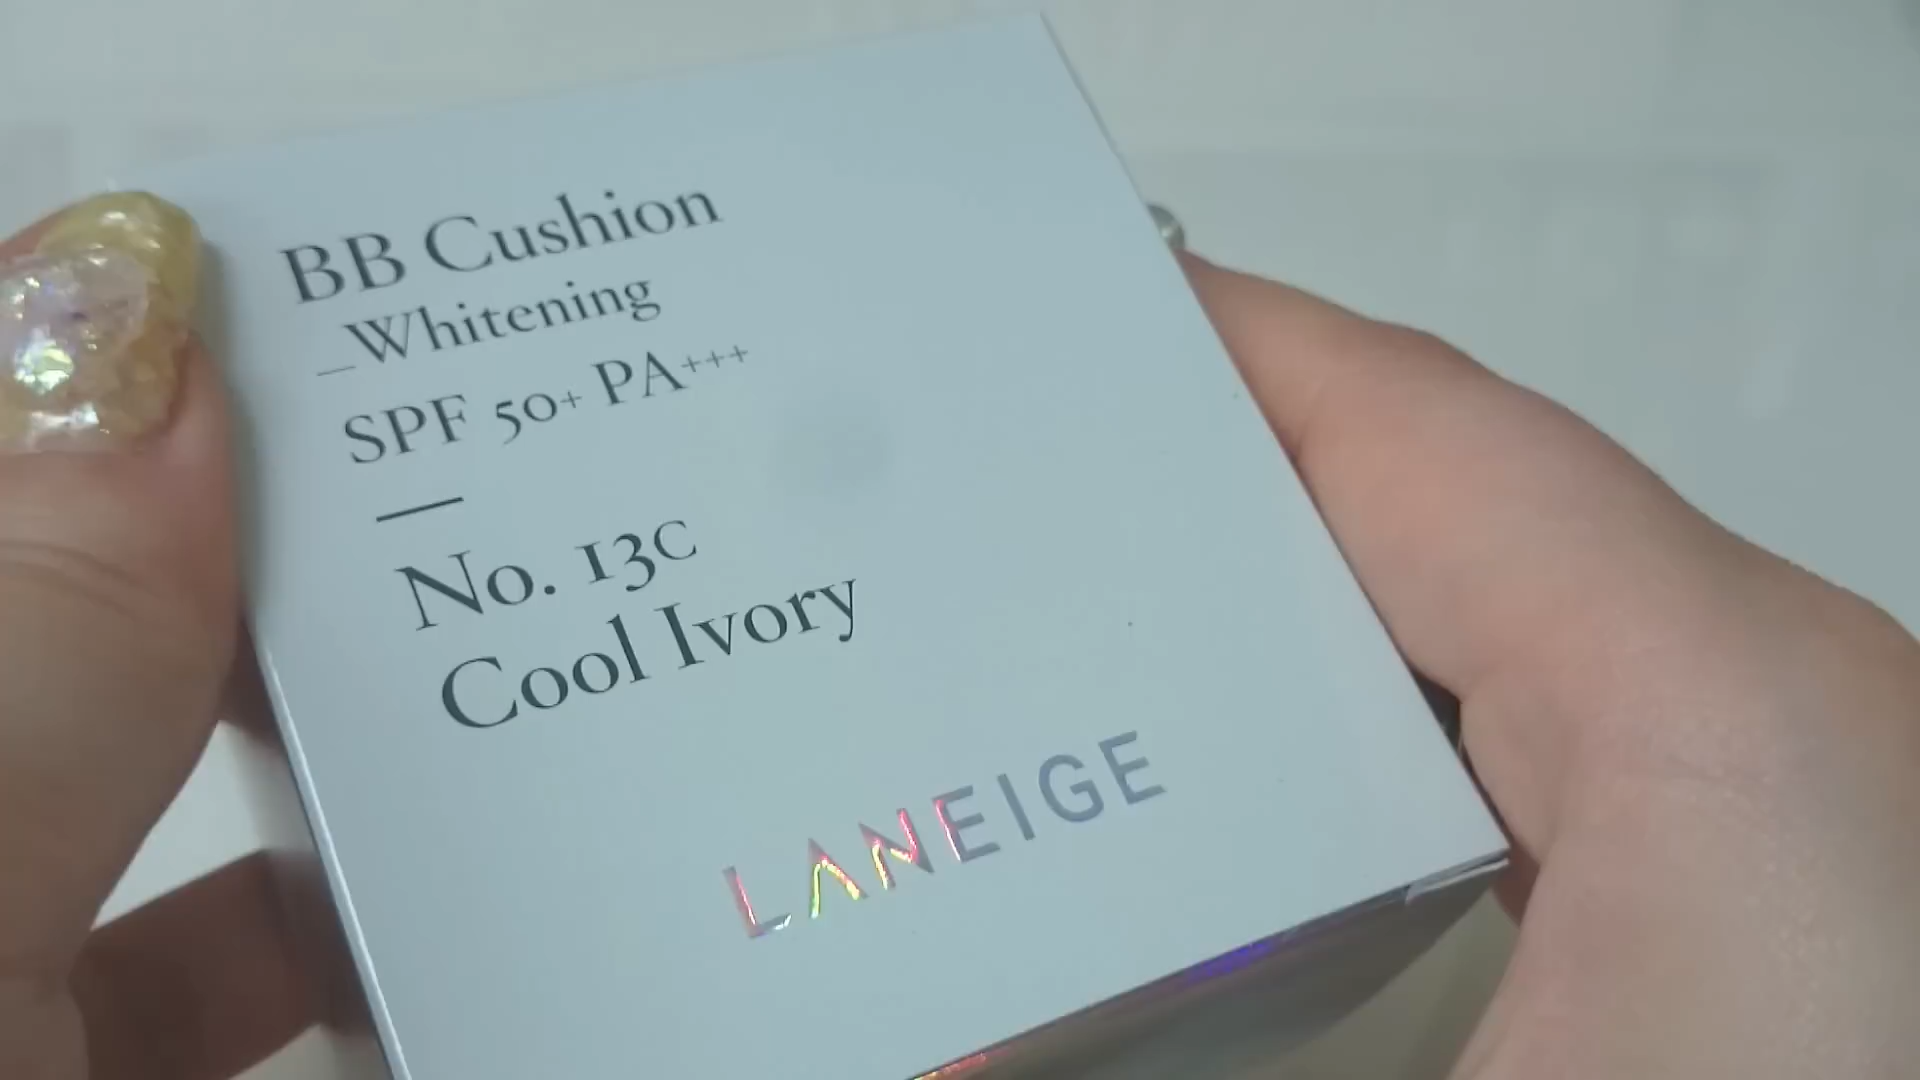 BB Cushion
_Whitening
SPF 50+ PA+++
No. 13C
Cool Ivory
LANEIGE